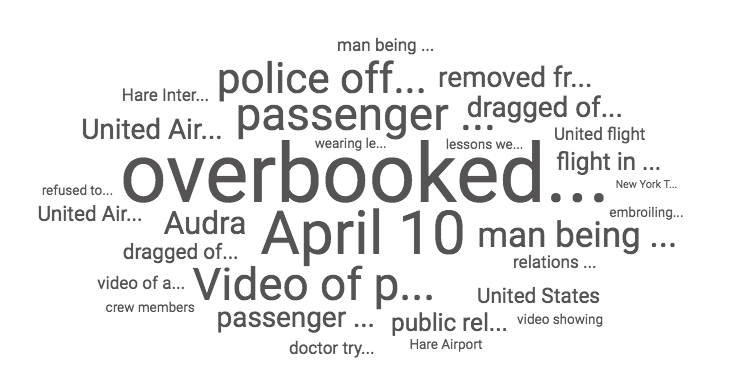 man being ...
police off...
removed fr...
Hare Inter...
passenger ...
dragged of...
United Air...
United flight
wearing le...
lessons we...
overbooked...
flight in ...
refused to...
New York T...
United Air...
Audra
April 10
man being ...
embroiling...
dragged of...
relations ...
video of a...
Video of p...
United States
crew members
passenger ...
public rel...
video showing
doctor try...
Hare Airport